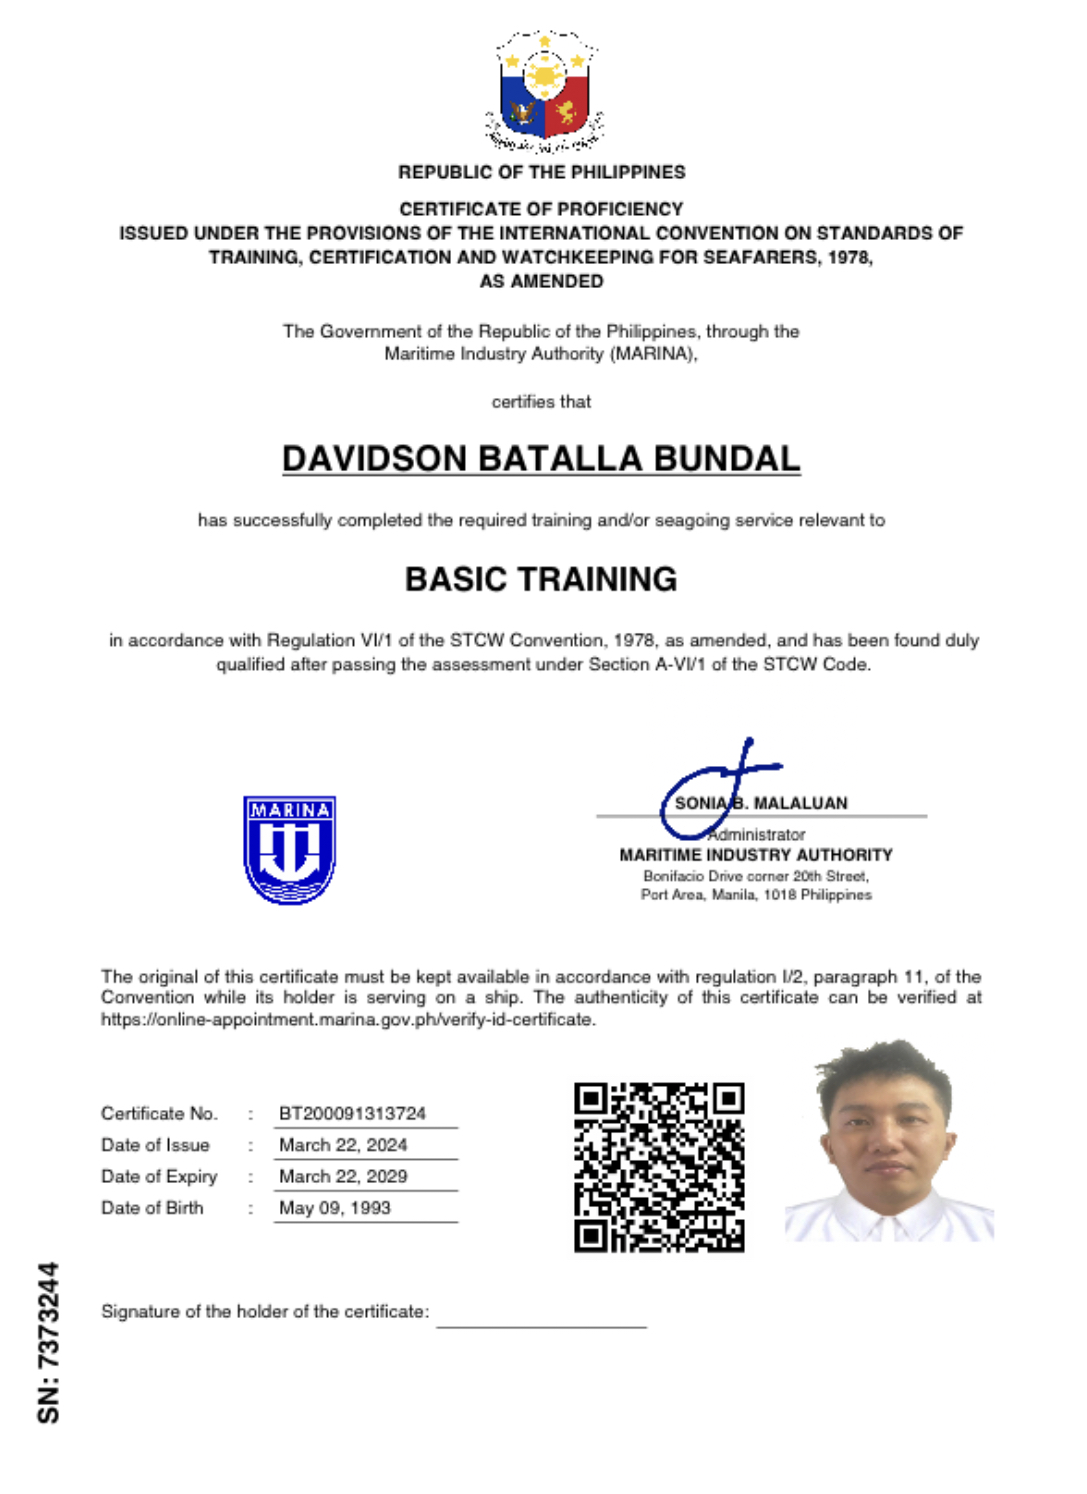 REPUBLIC OF THE PHILIPPINES
CERTIFICATE OF PROFICIENCY
ISSUED UNDER THE PROVISIONS OF THE INTERNATIONAL CONVENTION ON STANDARDS OF
TRAINING, CERTIFICATION AND WATCHKEEPING FOR SEAFARERS, 1978,
AS AMENDED
The Government of the Republic of the Philippines, through the
Maritime Industry Authority (MARINA),
certifies that
DAVIDSON BATALLA BUNDAL
has successfully completed the required training and/or seagoing service relevant to
BASIC TRAINING
in accordance with Regulation VI/1 of the STCW Convention, 1978, as amended, and has been found duly
qualified after passing the assessment under Section A-VI/1 of the STCW Code.
MARINA
SONIA B. MALALUAN
Administrator
MARITIME INDUSTRY AUTHORITY
Bonifacio Drive corner 20th Street,
Port Area, Manila, 1018 Philippines
The original of this certificate must be kept available in accordance with regulation I/2, paragraph 11, of the
Convention while its holder is serving on a ship. The authenticity of this certificate can be verified at
https://online-appointment.marina.gov.ph/verify-id-certificate.
Certificate No. : BT200091313724
Date of Issue : March 22, 2024
Date of Expiry : March 22, 2029
Date of Birth : May 09, 1993
Signature of the holder of the certificate:
SN: 7373244